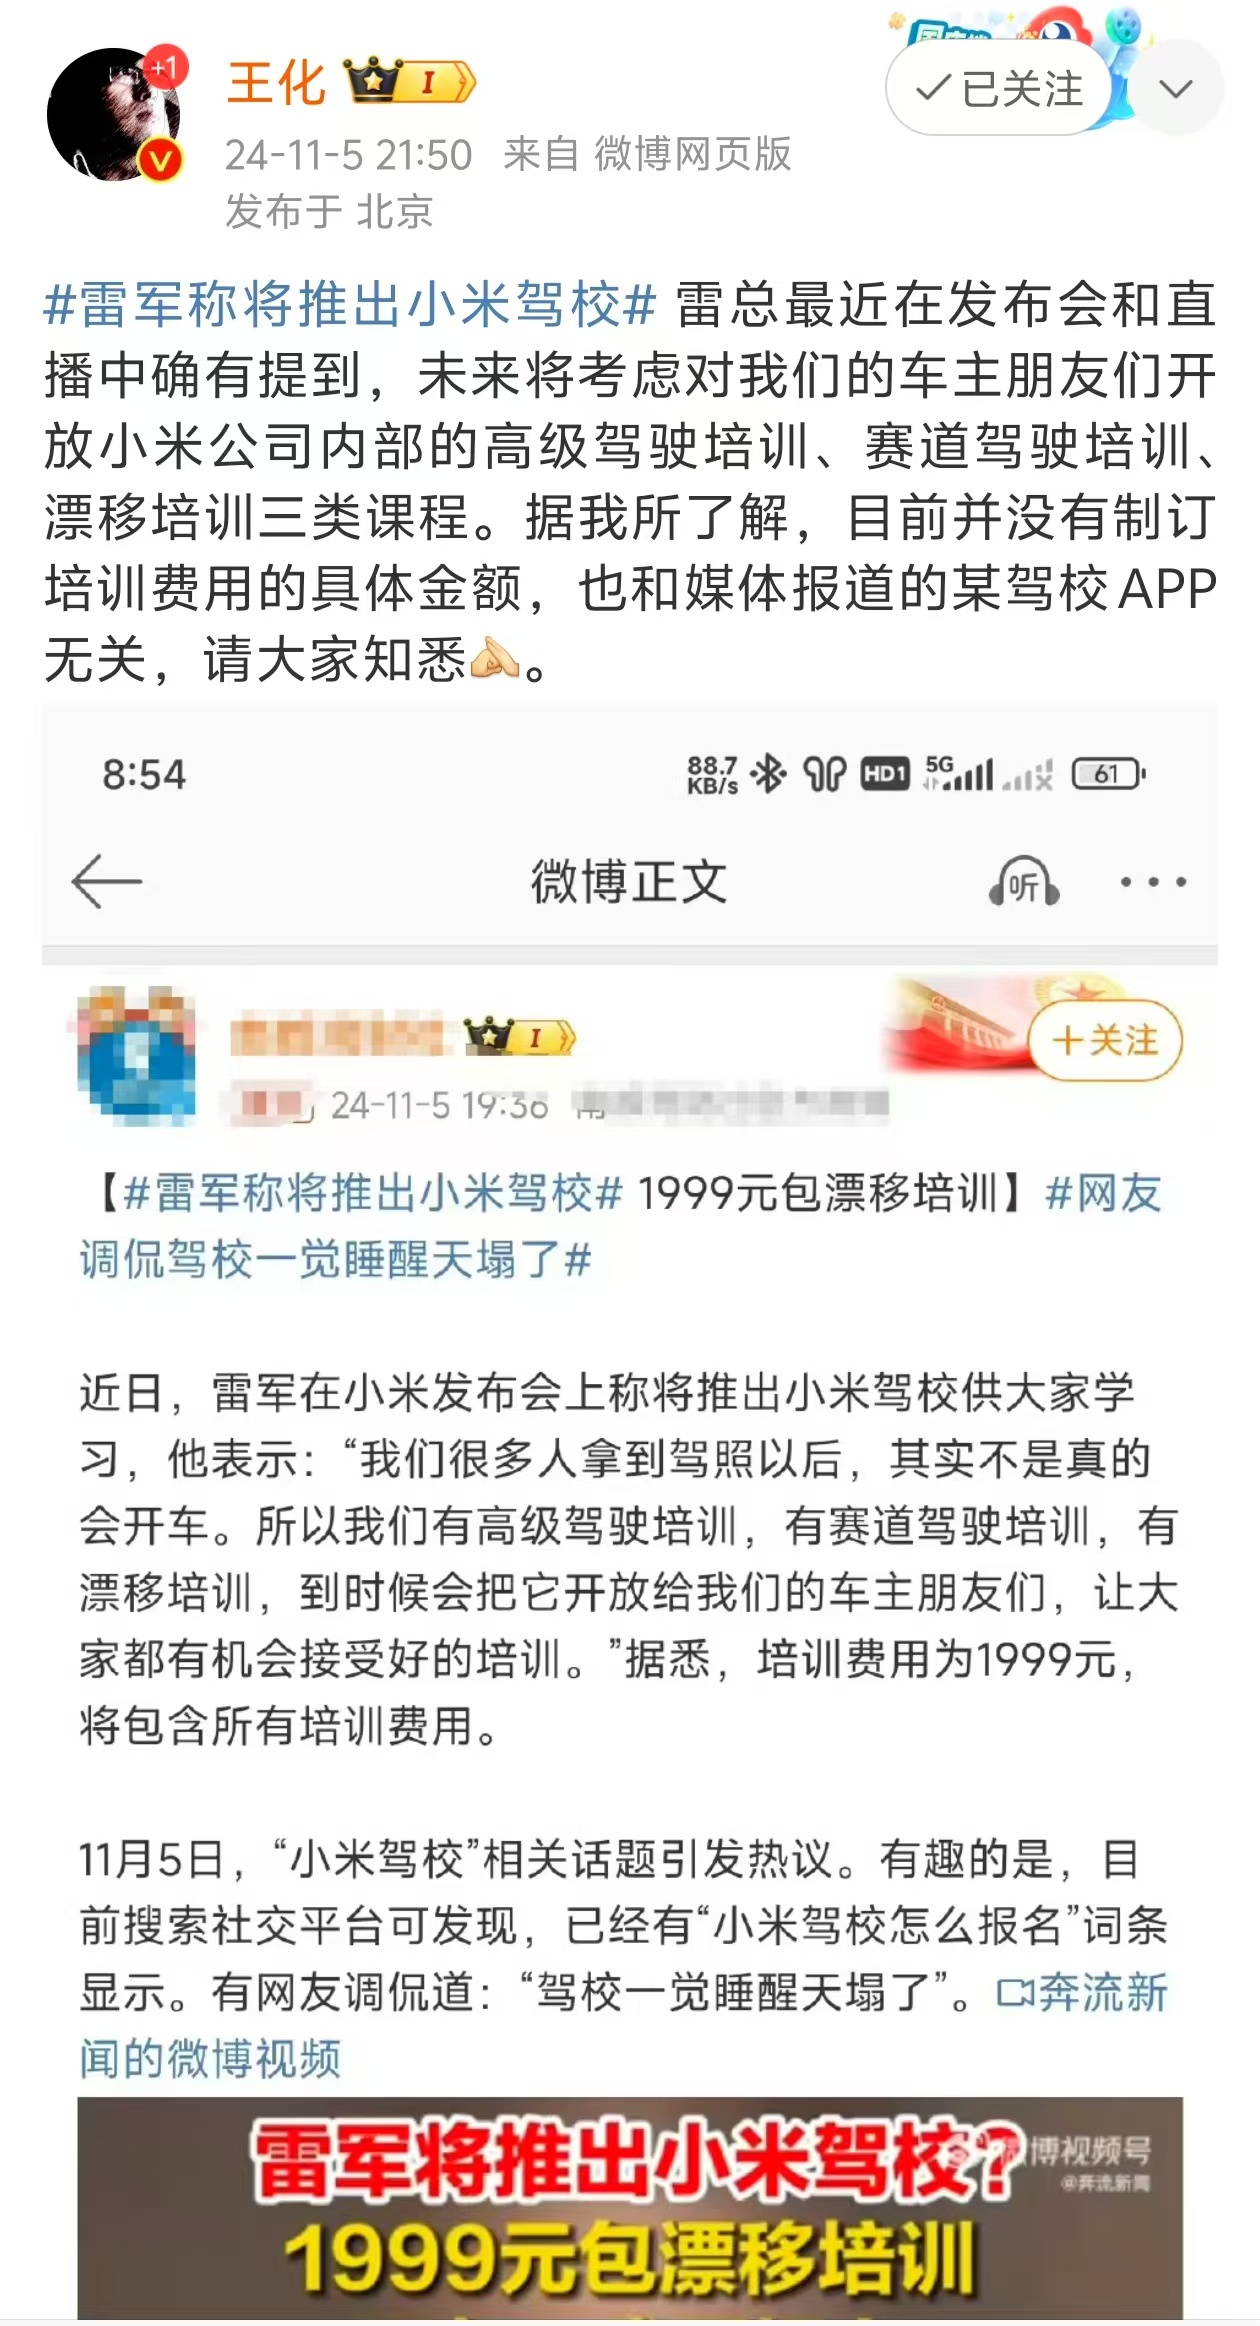 +1
王化
I
已关注
24-11-5 21:50 来自 微博网页版
发布于 北京
#雷军称将推出小米驾校# 雷总最近在发布会和直
播中确有提到，未来将考虑对我们的车主朋友们开
放小米公司内部的高级驾驶培训、赛道驾驶培训、
漂移培训三类课程。据我所了解，目前并没有制订
培训费用的具体金额，也和媒体报道的某驾校APP
无关，请大家知悉🙏🏻。
8:54 88.7 KB/s HD1 5G 61
微博正文 听
I
+关注
24-11-5 19:36
【#雷军称将推出小米驾校# 1999元包漂移培训】#网友
调侃驾校一觉睡醒天塌了#
近日，雷军在小米发布会上称将推出小米驾校供大家学
习，他表示：“我们很多人拿到驾照以后，其实不是真的
会开车。所以我们有高级驾驶培训，有赛道驾驶培训，有
漂移培训，到时候会把它开放给我们的车主朋友们，让大
家都有机会接受好的培训。”据悉，培训费用为1999元，
将包含所有培训费用。
11月5日，“小米驾校”相关话题引发热议。有趣的是，目
前搜索社交平台可发现，已经有“小米驾校怎么报名”词条
显示。有网友调侃道：“驾校一觉睡醒天塌了”。奔流新
闻的微博视频
雷军将推出小米驾校？
微博视频号
@奔流新闻
1999元包漂移培训